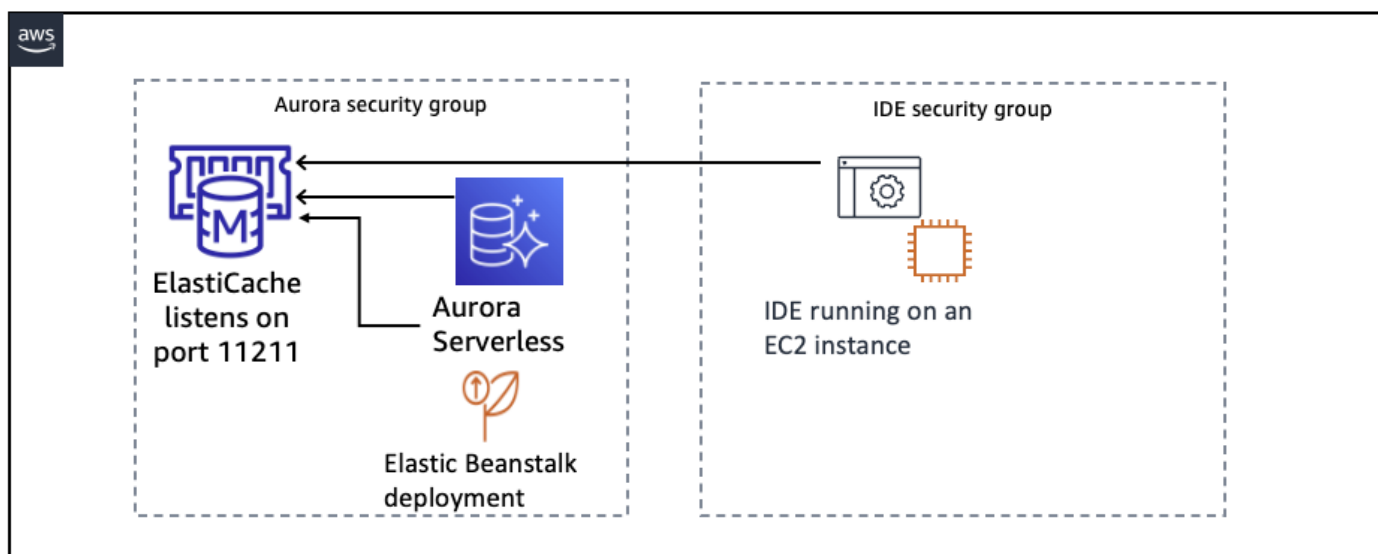 aws
Aurora security group
IDE security group
M
ElastiCache
listens on
port 11211
Aurora
Serverless
IDE running on an
EC2 instance
Elastic Beanstalk
deployment